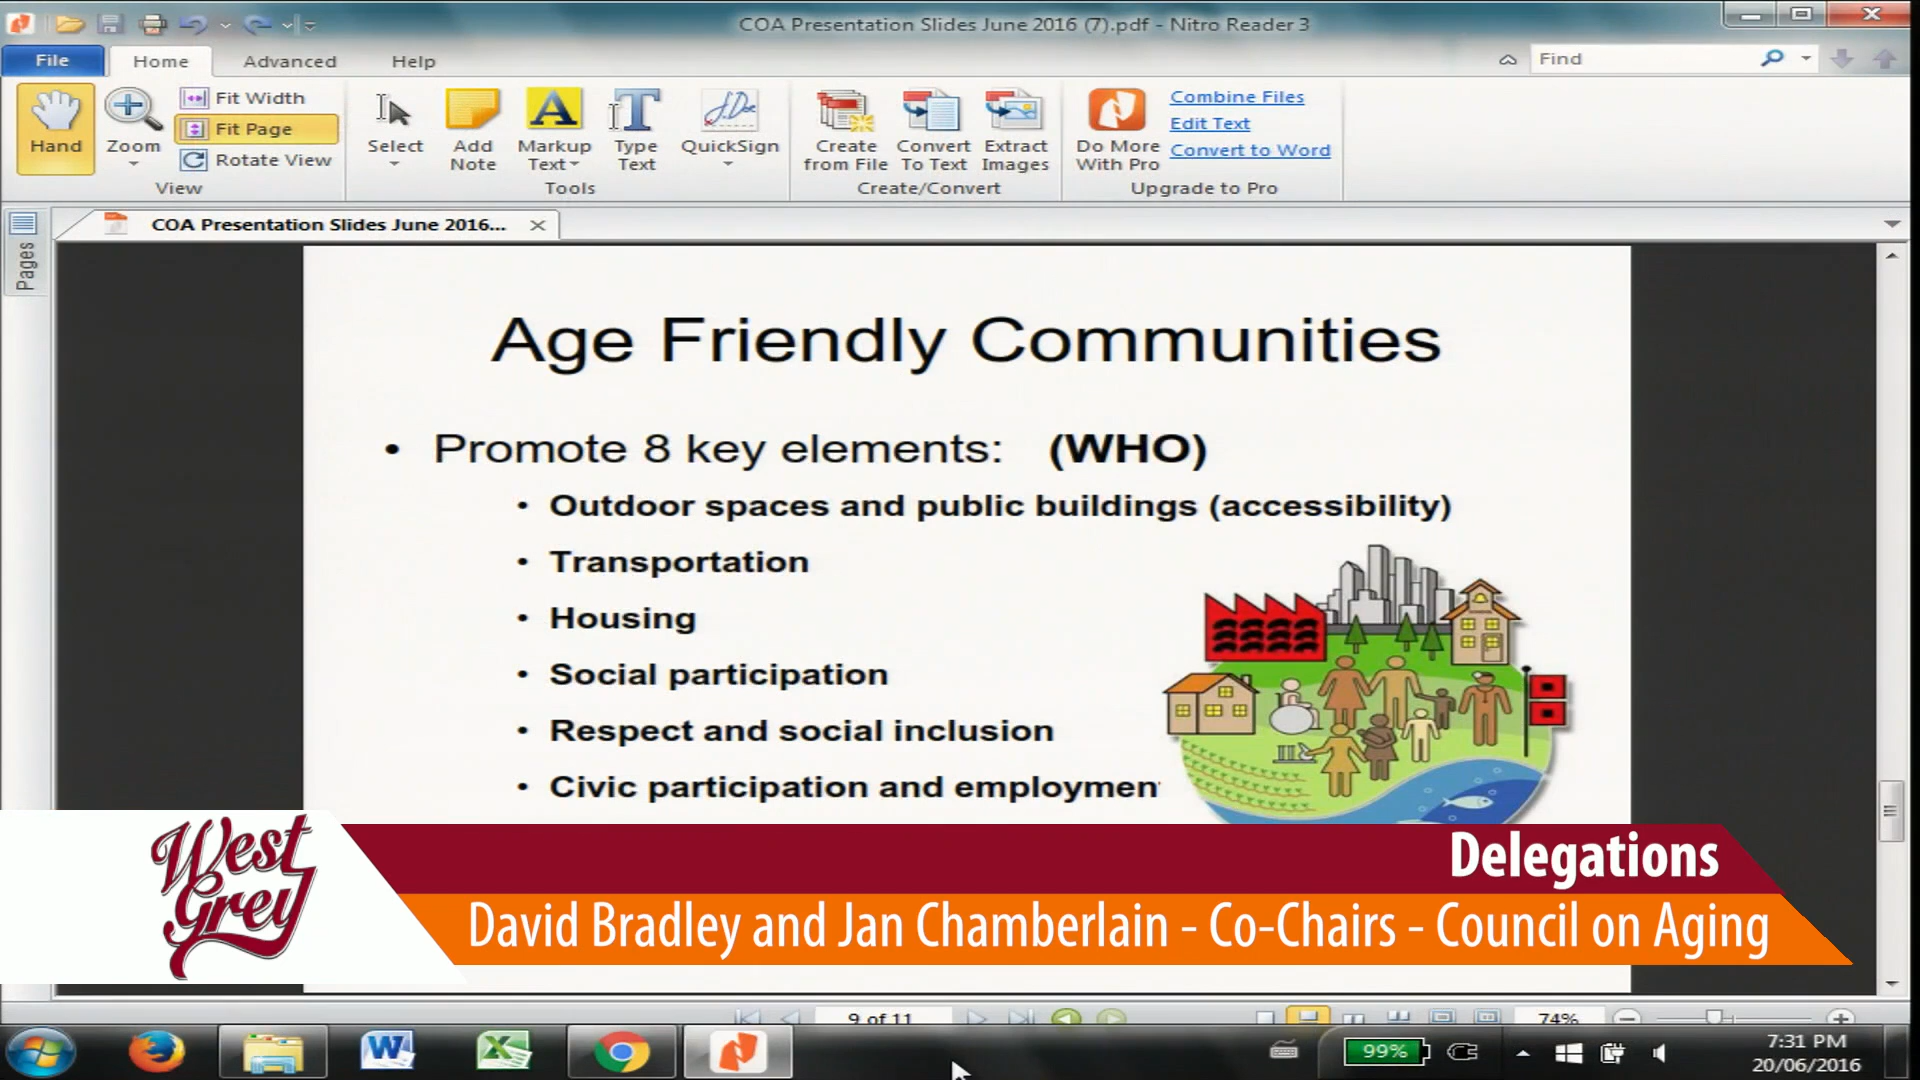 COA Presentation Slides June 2016 (7).pdf - Nitro Reader 3
File Home Advanced Help
Find
Hand
Zoom
Fit Width
Fit Page
Rotate View
View
Select
Add Note
Markup Text
Type Text
QuickSign
Tools
Create from File
Convert To Text
Extract Images
Create/Convert
Do More With Pro
Combine Files
Edit Text
Convert to Word
Upgrade to Pro
COA Presentation Slides June 2016...
Pages
Age Friendly Communities
• Promote 8 key elements: (WHO)
• Outdoor spaces and public buildings (accessibility)
• Transportation
• Housing
• Social participation
• Respect and social inclusion
• Civic participation and employmen
West Grey
Delegations
David Bradley and Jan Chamberlain - Co-Chairs - Council on Aging
9 of 11
74%
99%
7:31 PM
20/06/2016